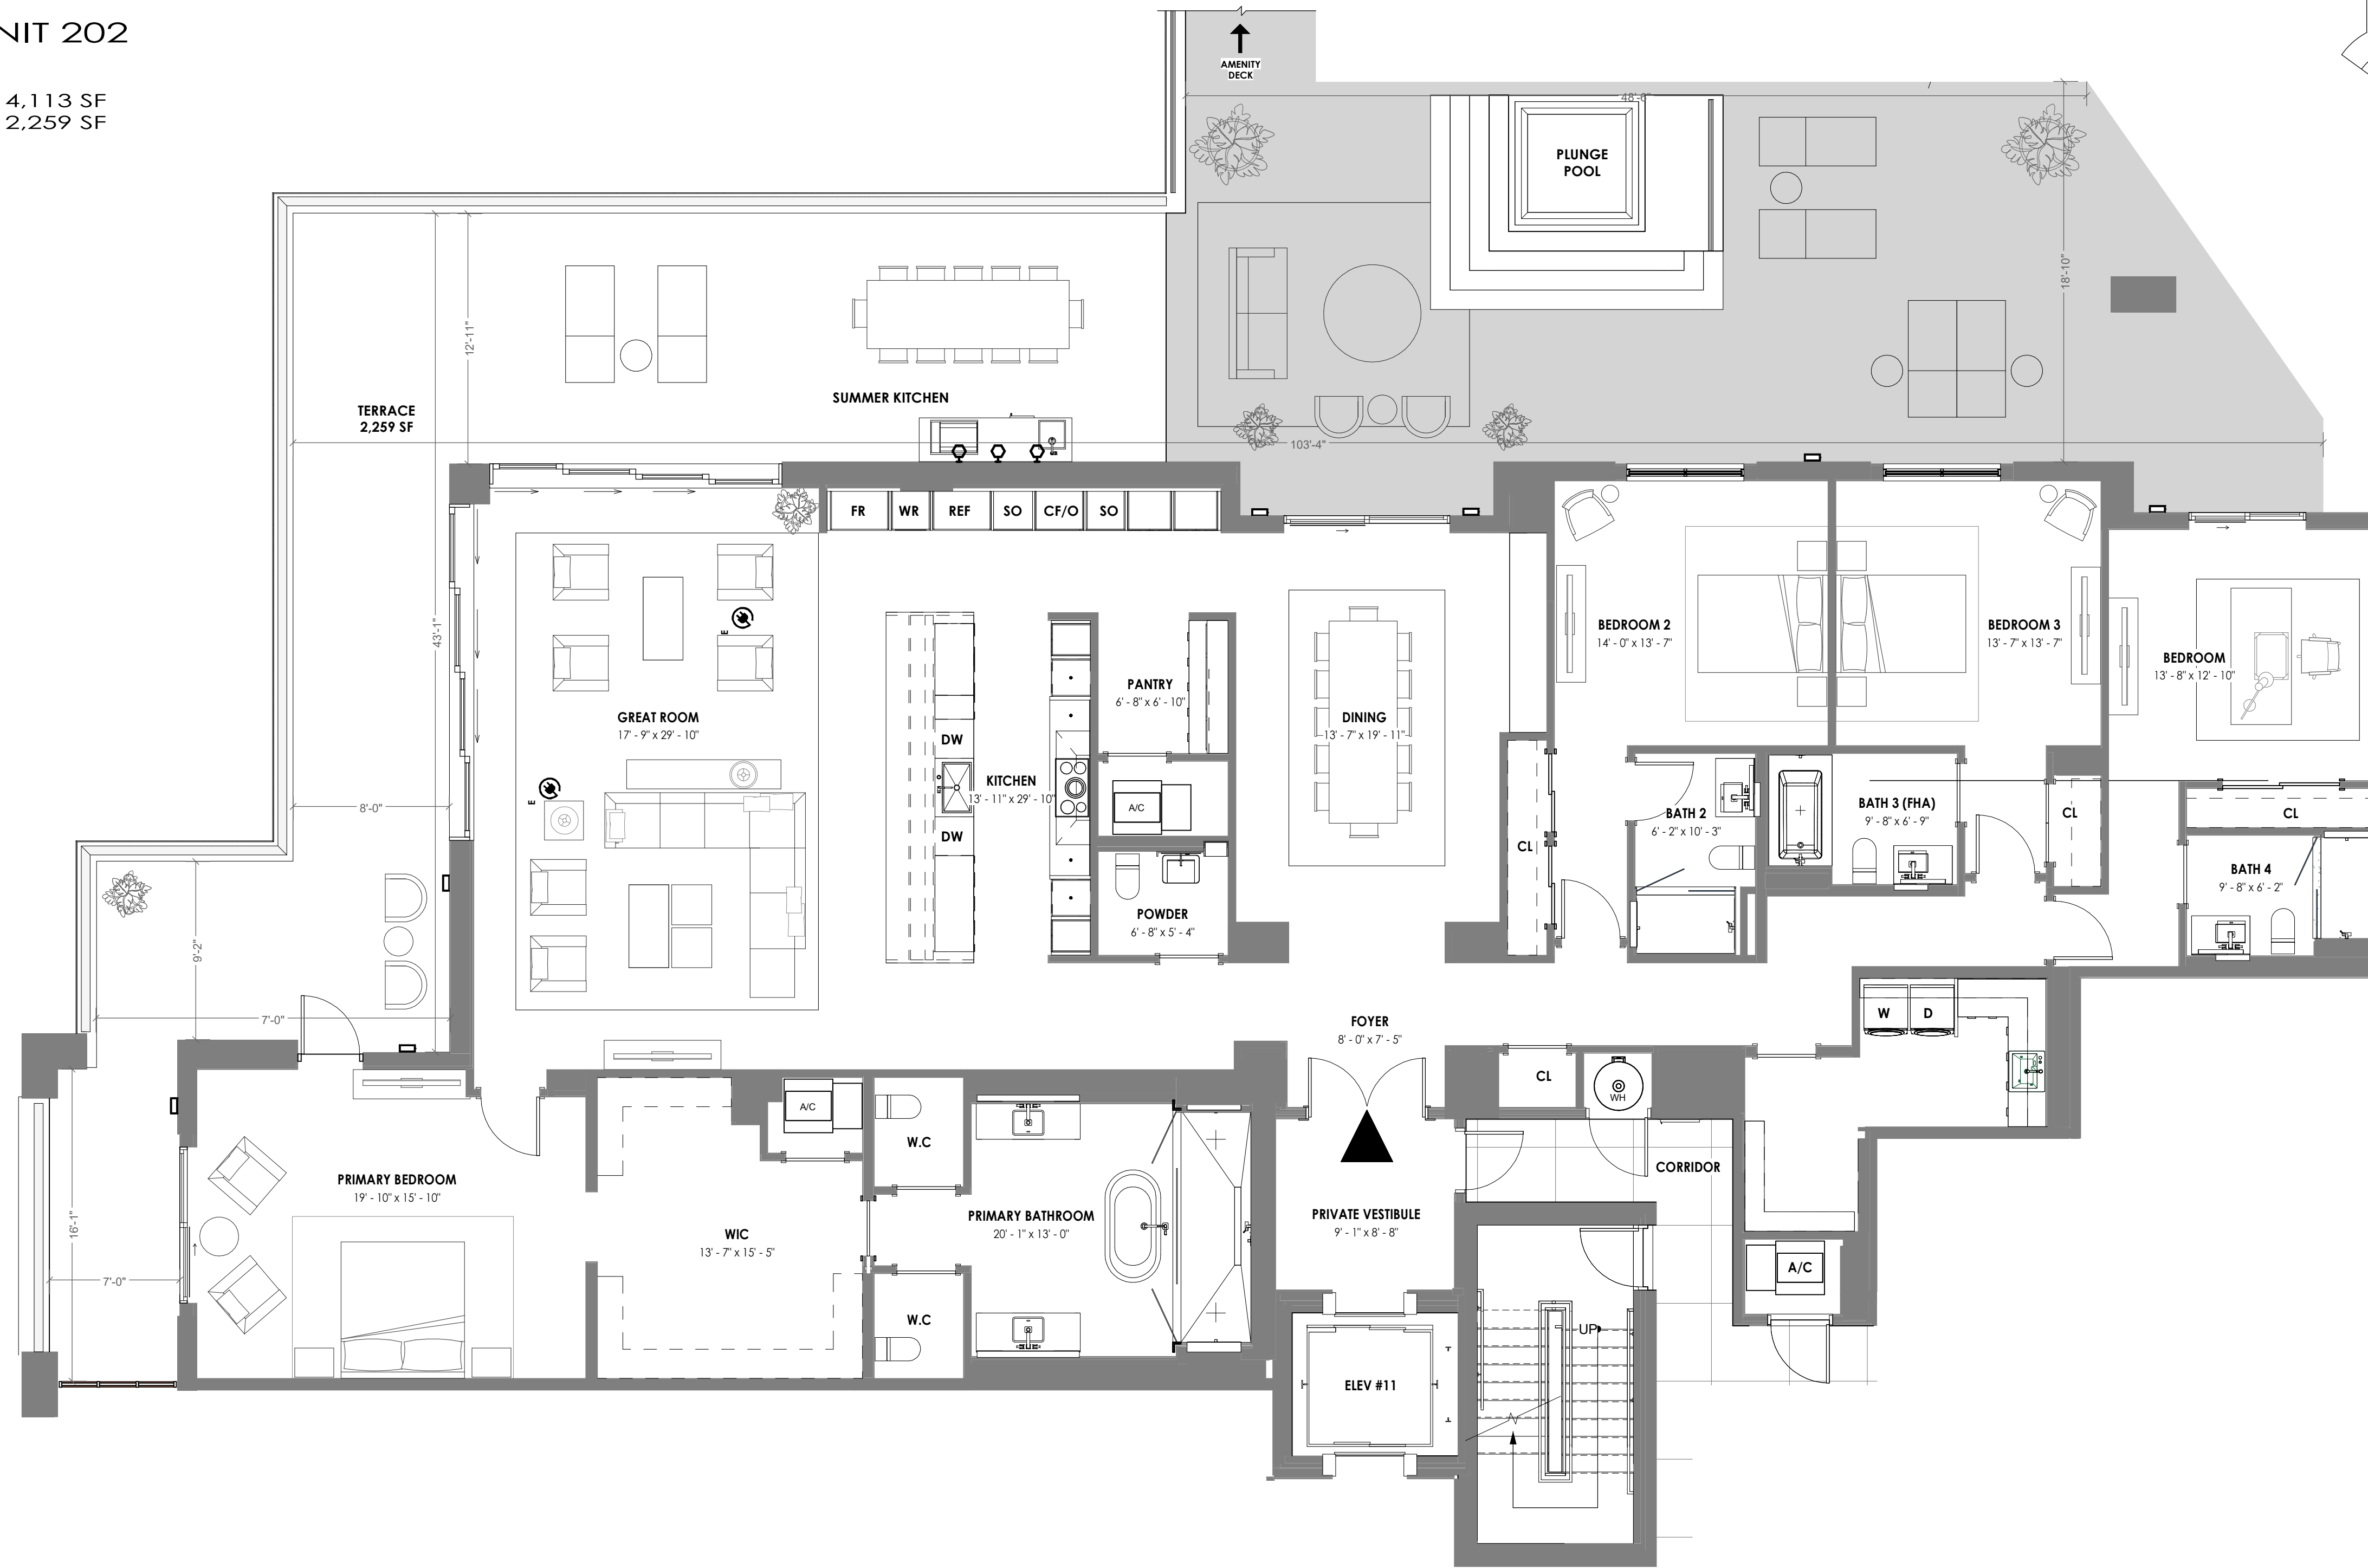 NIT 202
4,113 SF
2,259 SF
AMENITY
DECK
48'-6"
PLUNGE
POOL
18'-10"
12'-11"
TERRACE
2,259 SF
SUMMER KITCHEN
103'-4"
FR
WR
REF
SO
CF/O
SO
43'-1"
8'-0"
E
E
GREAT ROOM
17' - 9" x 29' - 10"
DW
DW
KITCHEN
13' - 11" x 29' - 10"
PANTRY
6' - 8" x 6' - 10"
A/C
POWDER
6' - 8" x 5' - 4"
DINING
13' - 7" x 19' - 11"
CL
BEDROOM 2
14' - 0" x 13' - 7"
BEDROOM 3
13' - 7" x 13' - 7"
BEDROOM
13' - 8" x 12' - 10"
BATH 2
6' - 2" x 10' - 3"
BATH 3 (FHA)
9' - 8" x 6' - 9"
CL
CL
BATH 4
9' - 8" x 6' - 2"
9'-2"
7'-0"
FOYER
8' - 0" x 7' - 5"
W
D
CL
WH
A/C
W.C
PRIMARY BEDROOM
19' - 10" x 15' - 10"
16'-1"
7'-0"
WIC
13' - 7" x 15' - 5"
PRIMARY BATHROOM
20' - 1" x 13' - 0"
W.C
PRIVATE VESTIBULE
9' - 1" x 8' - 8"
CORRIDOR
A/C
UP
ELEV #11